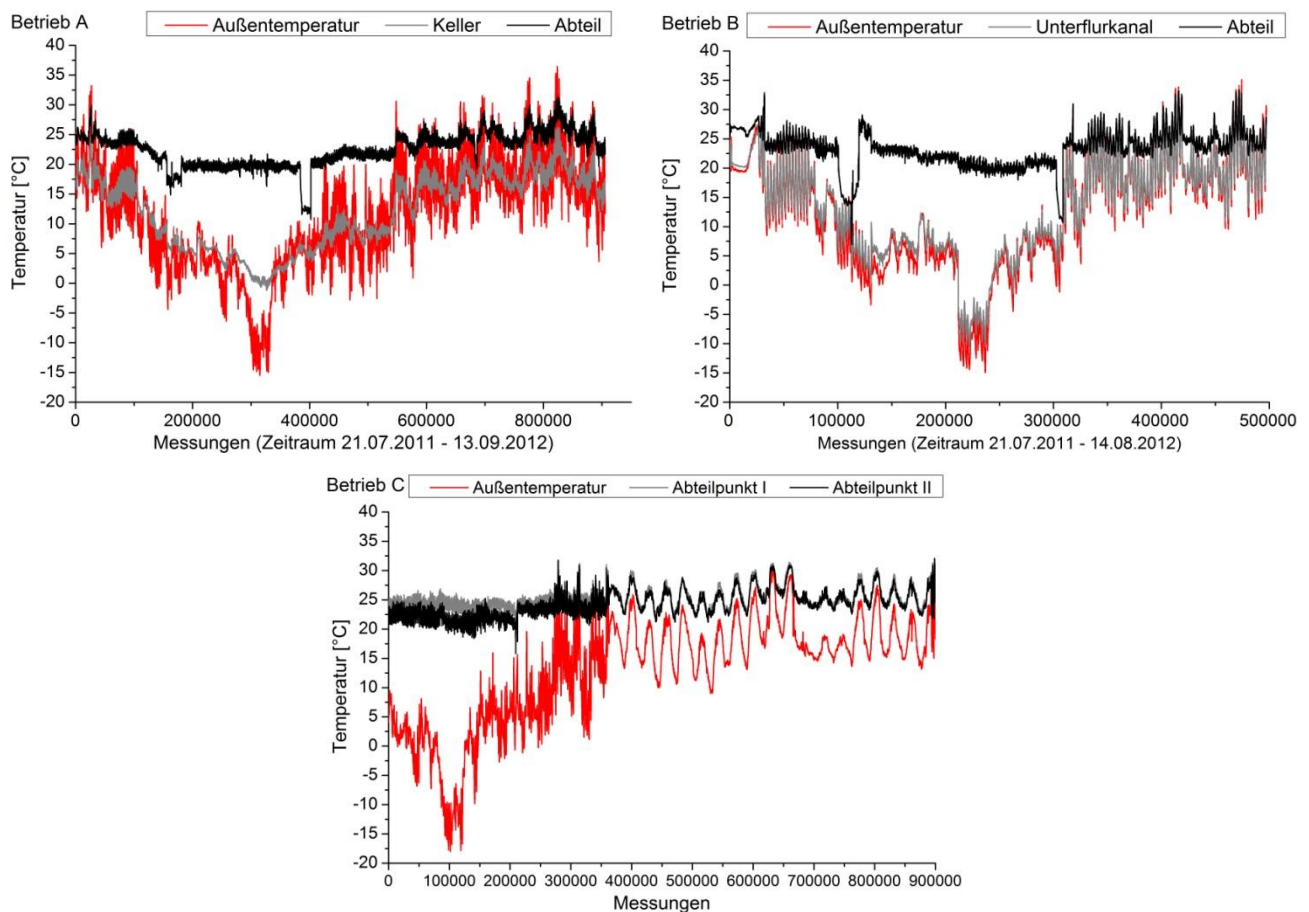 Betrieb A
Außentemperatur Keller Abteil
Temperatur [°C]
40
35
30
25
20
15
10
5
0
-5
-10
-15
-20
0 200000 400000 600000 800000
Messungen (Zeitraum 21.07.2011 - 13.09.2012)
Betrieb B
Außentemperatur Unterflurkanal Abteil
Temperatur [°C]
40
35
30
25
20
15
10
5
0
-5
-10
-15
-20
0 100000 200000 300000 400000 500000
Messungen (Zeitraum 21.07.2011 - 14.08.2012)
Betrieb C
Außentemperatur Abteilpunkt I Abteilpunkt II
Temperatur [°C]
40
35
30
25
20
15
10
5
0
-5
-10
-15
-20
0 100000 200000 300000 400000 500000 600000 700000 800000 900000
Messungen